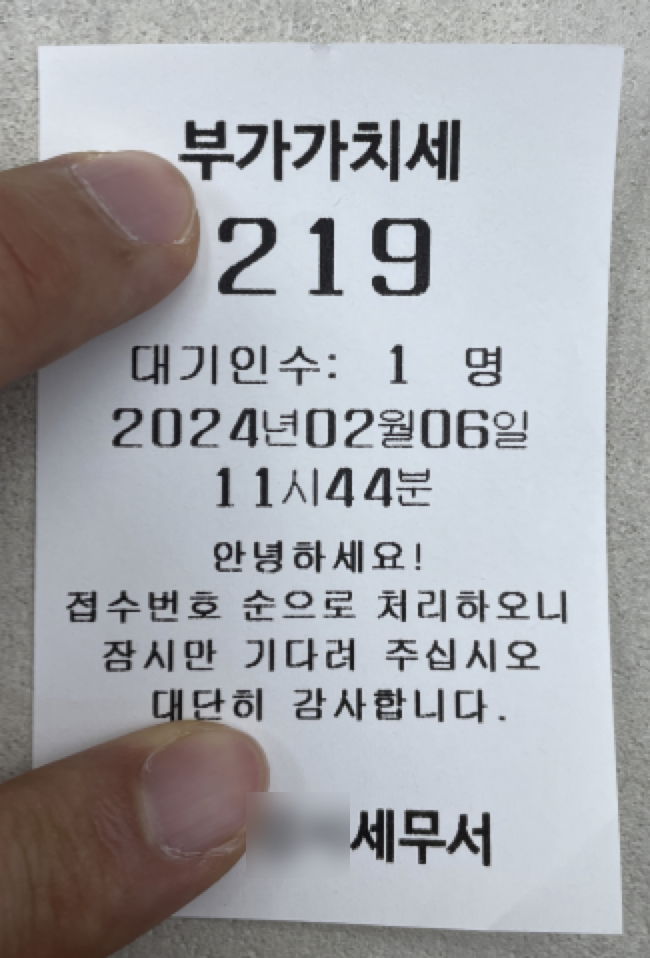 부가가치세
219
대기인수: 1 명
2024년02월06일
11시44분
안녕하세요!
접수번호 순으로 처리하오니
잠시만 기다려 주십시오
대단히 감사합니다.
세무서